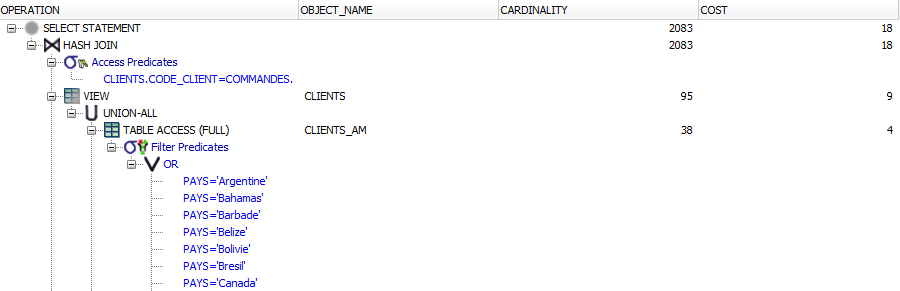 OPERATION OBJECT_NAME CARDINALITY COST
SELECT STATEMENT 2083 18
HASH JOIN 2083 18
Access Predicates
CLIENTS.CODE_CLIENT=COMMANDES.
VIEW CLIENTS 95 9
UNION-ALL
TABLE ACCESS (FULL) CLIENTS_AM 38 4
Filter Predicates
OR
PAYS='Argentine'
PAYS='Bahamas'
PAYS='Barbade'
PAYS='Belize'
PAYS='Bolivie'
PAYS='Bresil'
PAYS='Canada'